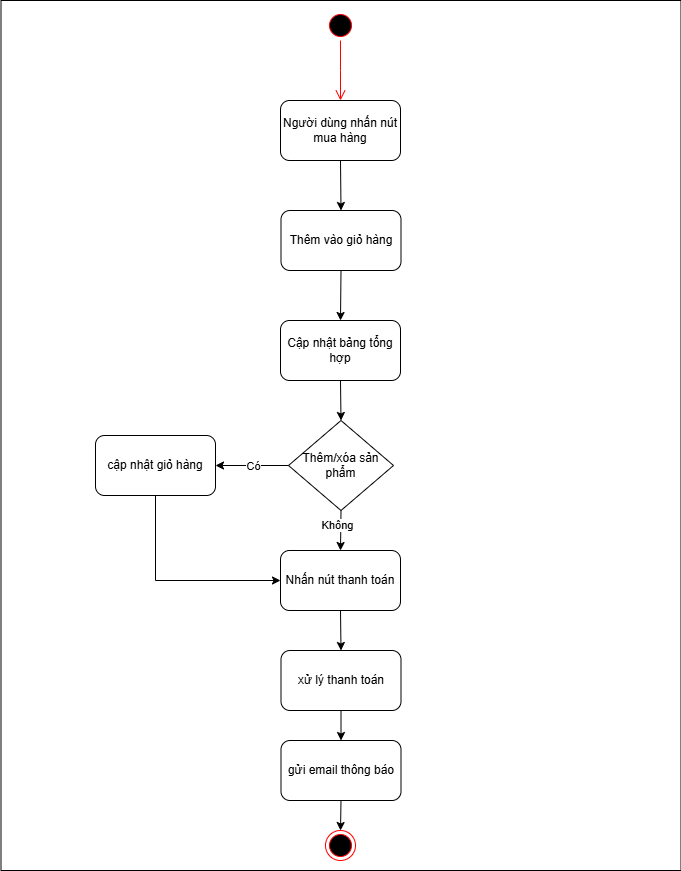 Người dùng nhấn nút
mua hàng
Thêm vào giỏ hàng
Cập nhật bảng tổng
hợp
Thêm/xóa sản
phẩm
Có
cập nhật giỏ hàng
Không
Nhấn nút thanh toán
xử lý thanh toán
gửi email thông báo